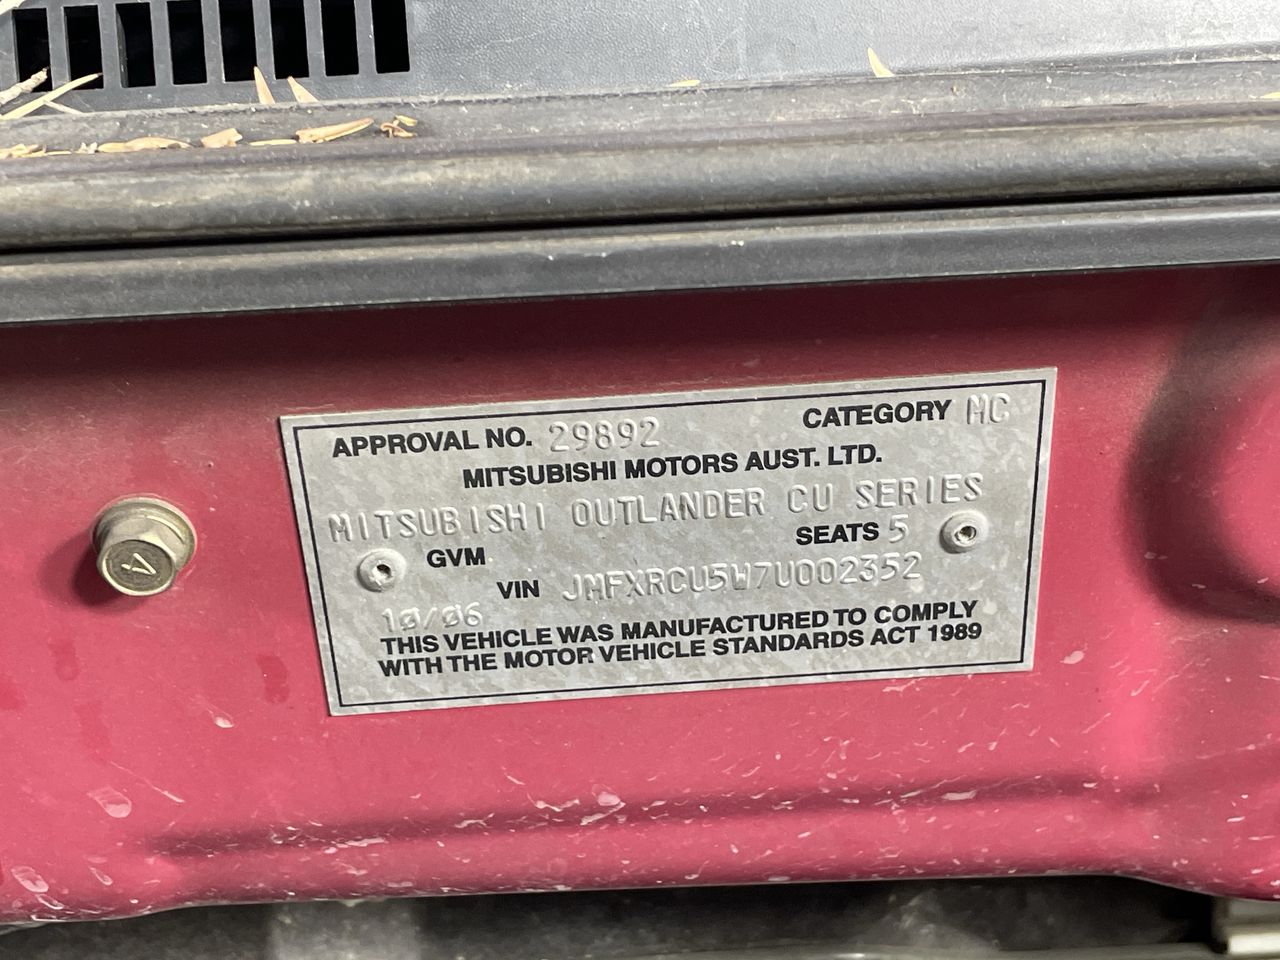 APPROVAL NO. 29892 CATEGORY MC
MITSUBISHI MOTORS AUST. LTD.
MITSUBISHI OUTLANDER CU SERIES
GVM SEATS 5
VIN JMFXRCU5W7U002352
10/06
THIS VEHICLE WAS MANUFACTURED TO COMPLY
WITH THE MOTOR VEHICLE STANDARDS ACT 1989
4